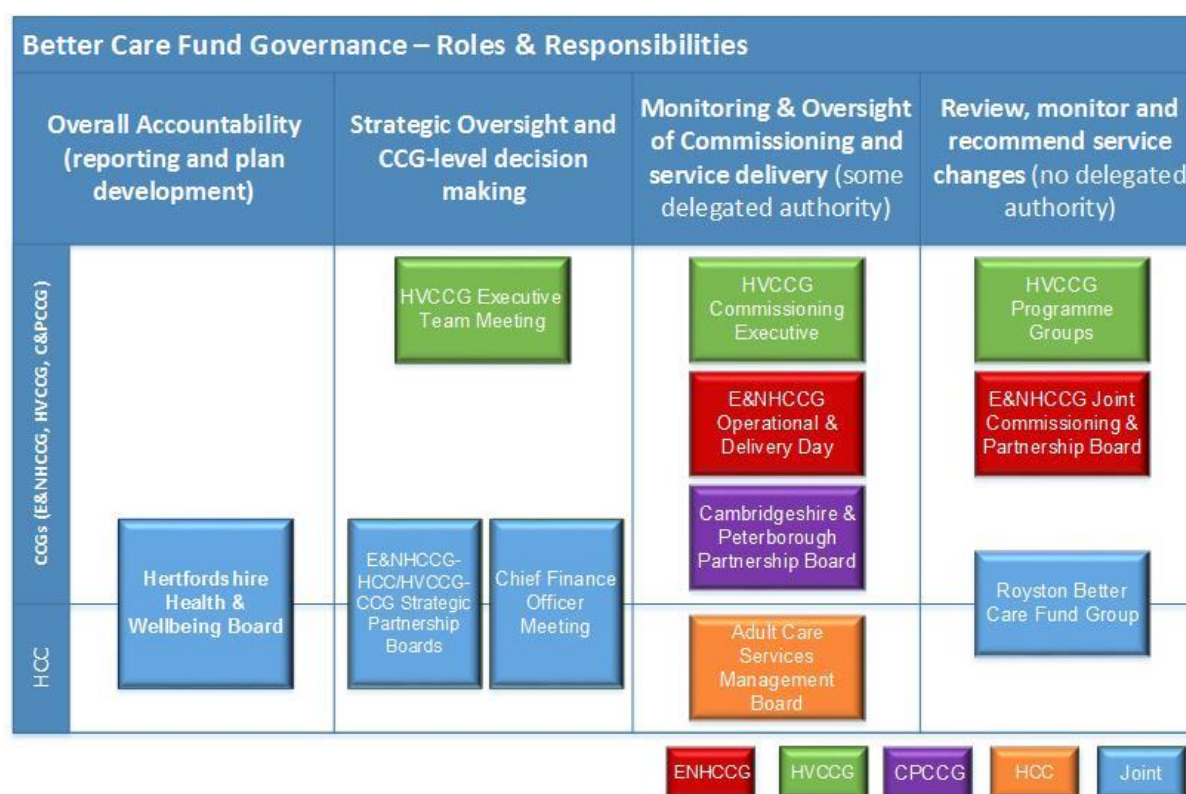 Better Care Fund Governance – Roles & Responsibilities
Overall Accountability
(reporting and plan
development)
Strategic Oversight and
CCG-level decision
making
Monitoring & Oversight
of Commissioning and
service delivery (some
delegated authority)
Review, monitor and
recommend service
changes (no delegated
authority)
CCGs (E&NHCCG, HVCCG, C&PCCG)
HVCCG Executive
Team Meeting
HVCCG
Commissioning
Executive
HVCCG
Programme
Groups
E&NHCCG
Operational &
Delivery Day
E&NHCCG Joint
Commissioning &
Partnership Board
Cambridgeshire &
Peterborough
Partnership Board
Hertfordshire
Health &
Wellbeing Board
E&NHCCG-
HCC/HVCCG-
CCG Strategic
Partnership
Boards
Chief Finance
Officer
Meeting
Royston Better
Care Fund Group
HCC
Adult Care
Services
Management
Board
ENHCCG
HVCCG
CPCCG
HCC
Joint